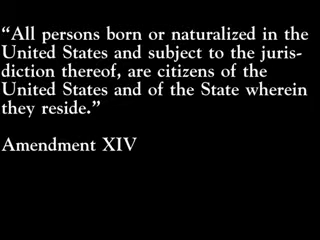 “All persons born or naturalized in the
United States and subject to the juris-
diction thereof, are citizens of the
United States and of the State wherein
they reside.”
Amendment XIV